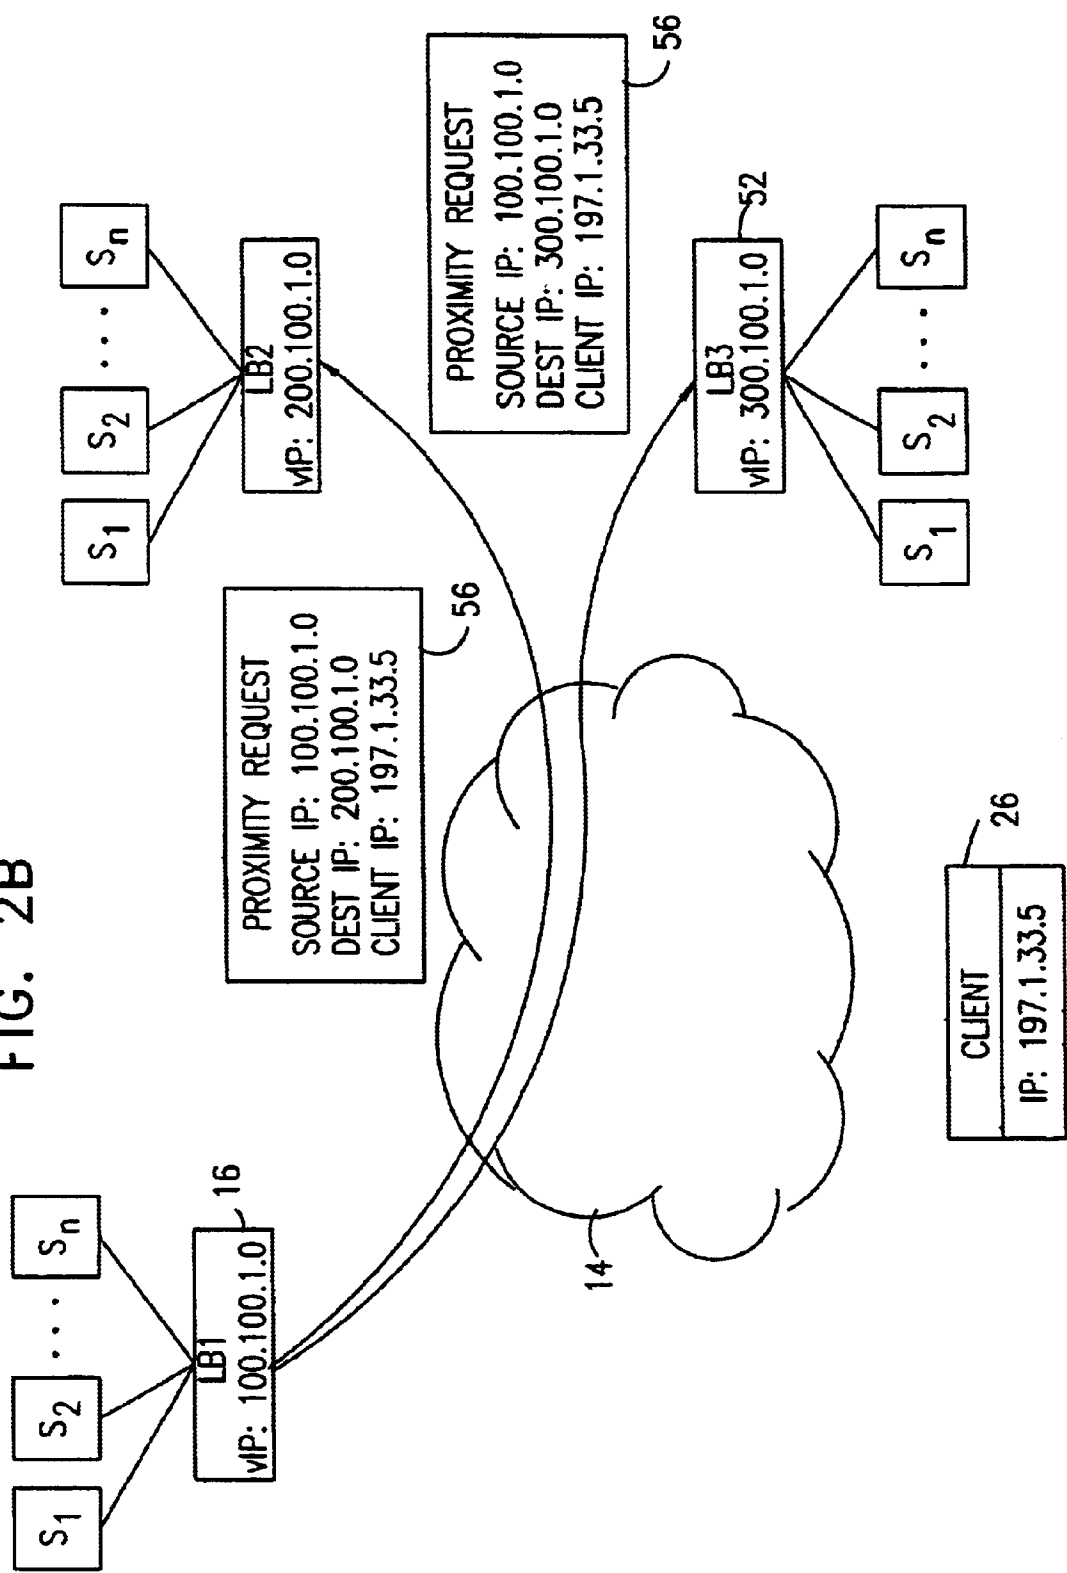 FIG. 2B
S1
S2
....
Sn
LB1
vIP: 100.100.1.0
16
S1
S2
...
Sn
LB2
vIP: 200.100.1.0
PROXIMITY REQUEST
SOURCE IP: 100.100.1.0
DEST IP: 200.100.1.0
CLIENT IP: 197.1.33.5
56
PROXIMITY REQUEST
SOURCE IP: 100.100.1.0
DEST IP: 300.100.1.0
CLIENT IP: 197.1.33.5
56
14
LB3
vIP: 300.100.1.0
52
S1
S2
...
Sn
CLIENT
IP: 197.1.33.5
26